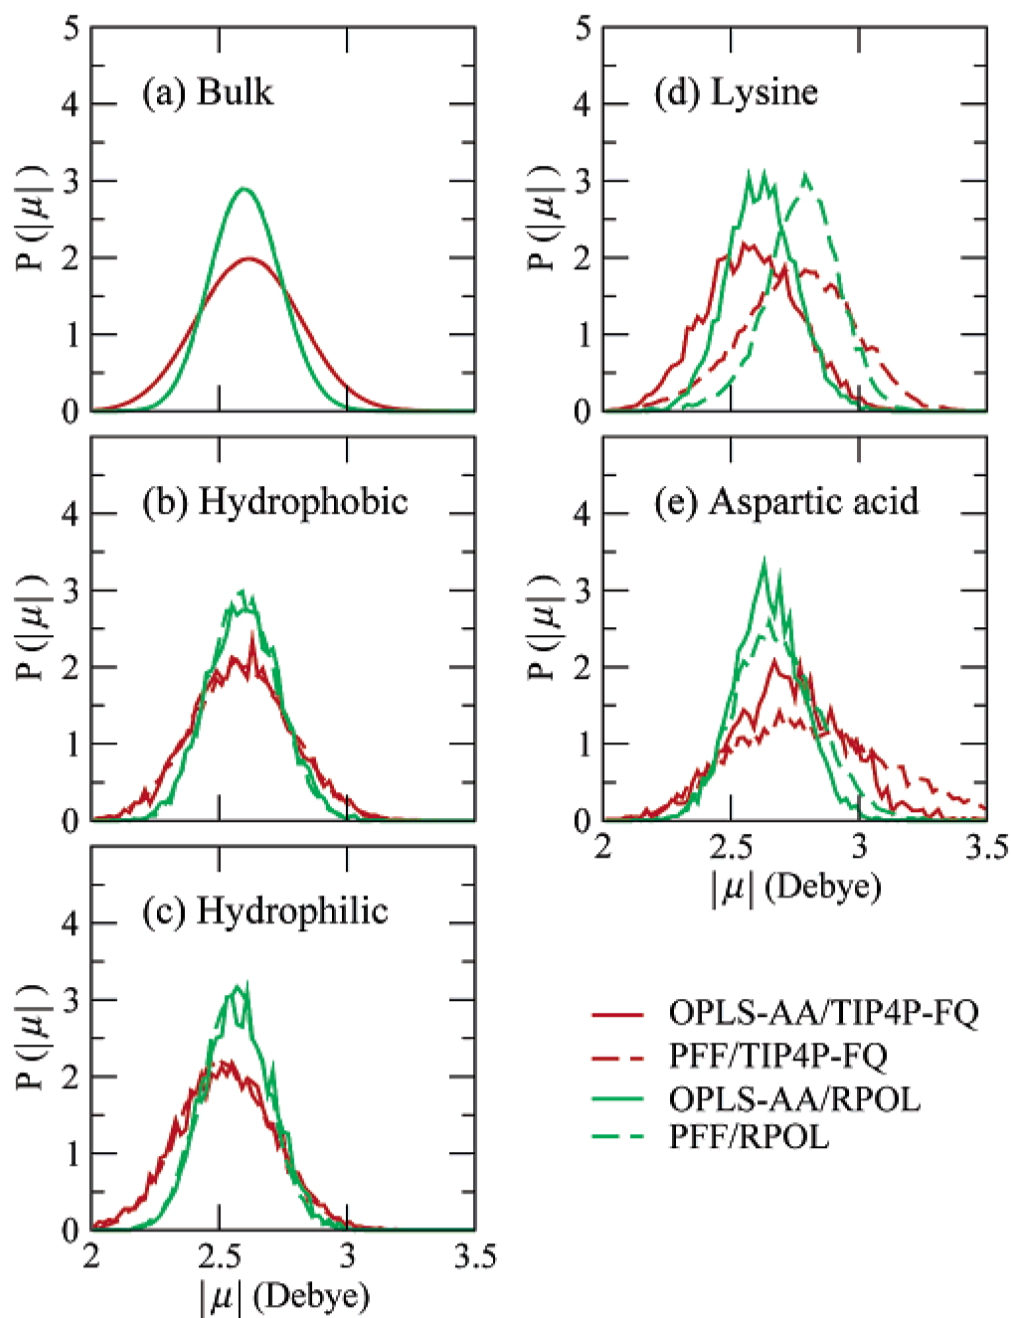 5
4
3
2
1
0
P (|μ|)
(a) Bulk
4
3
2
1
0
P (|μ|)
(b) Hydrophobic
4
3
2
1
0
P (|μ|)
(c) Hydrophilic
2 2.5 3 3.5
|μ| (Debye)
5
4
3
2
1
0
P (|μ|)
(d) Lysine
4
3
2
1
0
P (|μ|)
(e) Aspartic acid
2 2.5 3 3.5
|μ| (Debye)
OPLS-AA/TIP4P-FQ
PFF/TIP4P-FQ
OPLS-AA/RPOL
PFF/RPOL